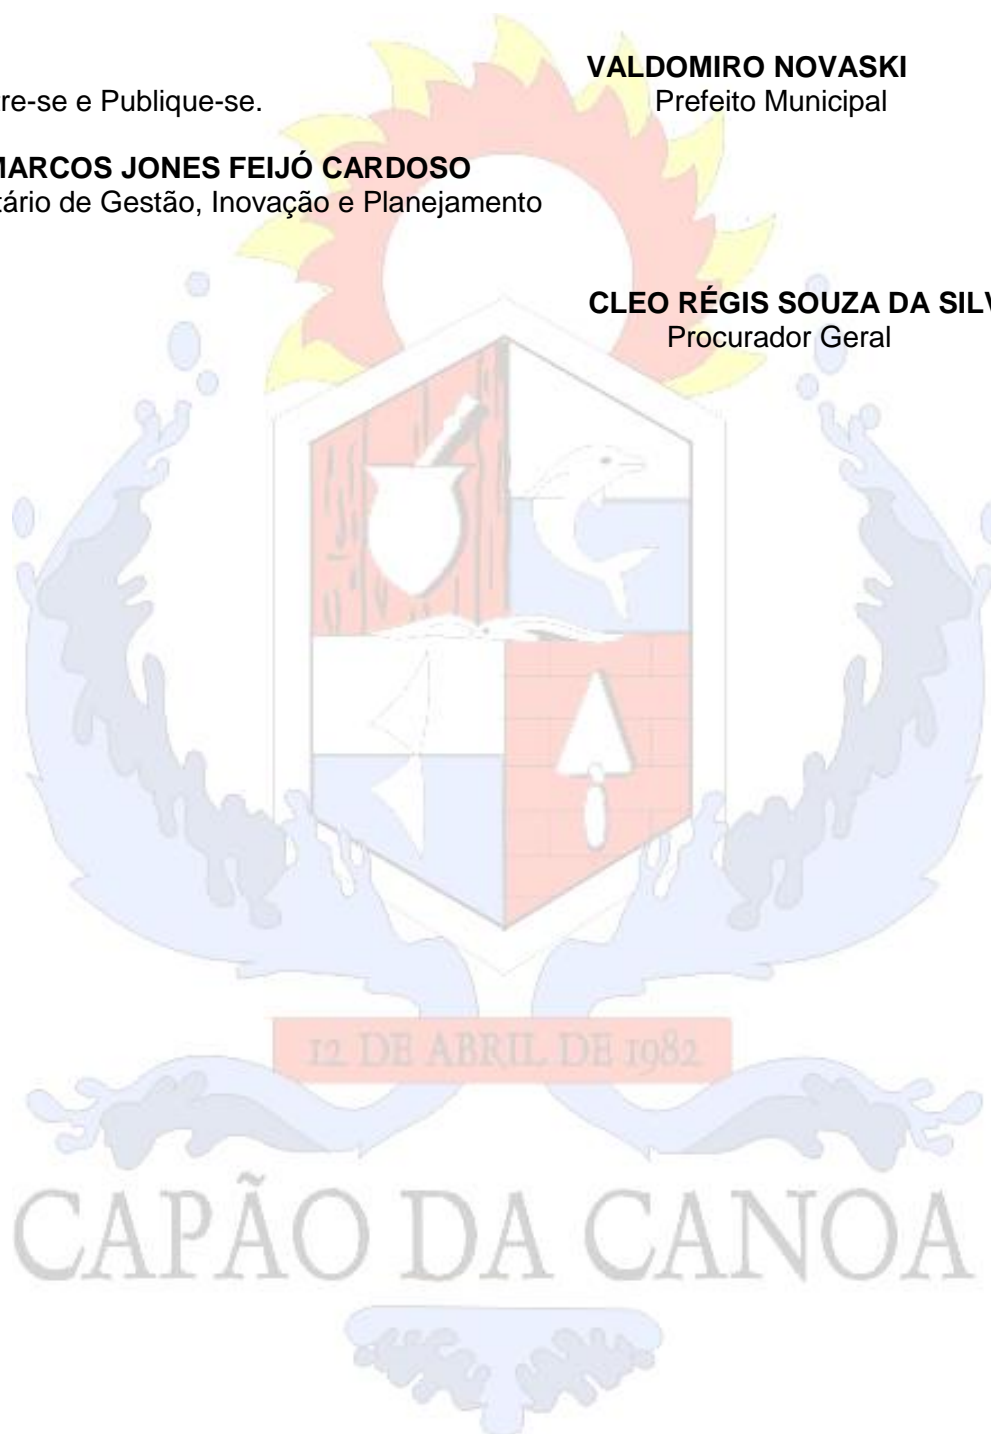 VALDOMIRO NOVASKI
re-se e Publique-se.
Prefeito Municipal
MARCOS JONES FEIJÓ CARDOSO
tário de Gestão, Inovação e Planejamento
CLEO RÉGIS SOUZA DA SILV
Procurador Geral
12 DE ABRIL DE 1982
CAPÃO DA CANOA